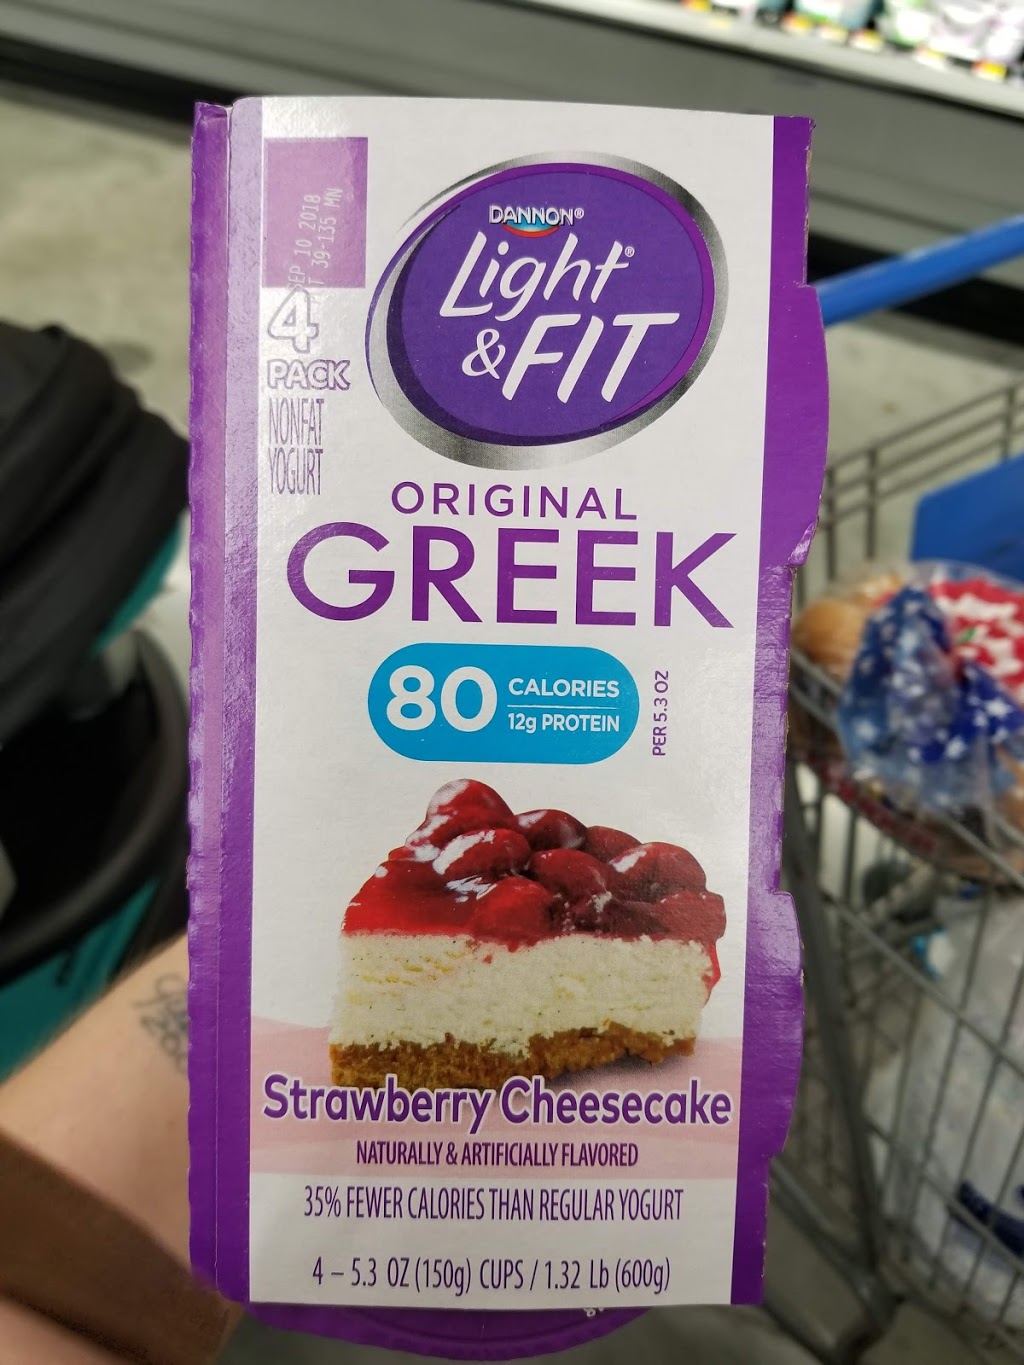 SEP 10 2018
39-135 MN
4
PACK
NONFAT
YOGURT
DANNON®
Light®
&FIT
ORIGINAL
GREEK
80 CALORIES
12g PROTEIN
PER 5.3 OZ
Strawberry Cheesecake
NATURALLY & ARTIFICIALLY FLAVORED
35% FEWER CALORIES THAN REGULAR YOGURT
4 – 5.3 OZ (150g) CUPS / 1.32 Lb (600g)